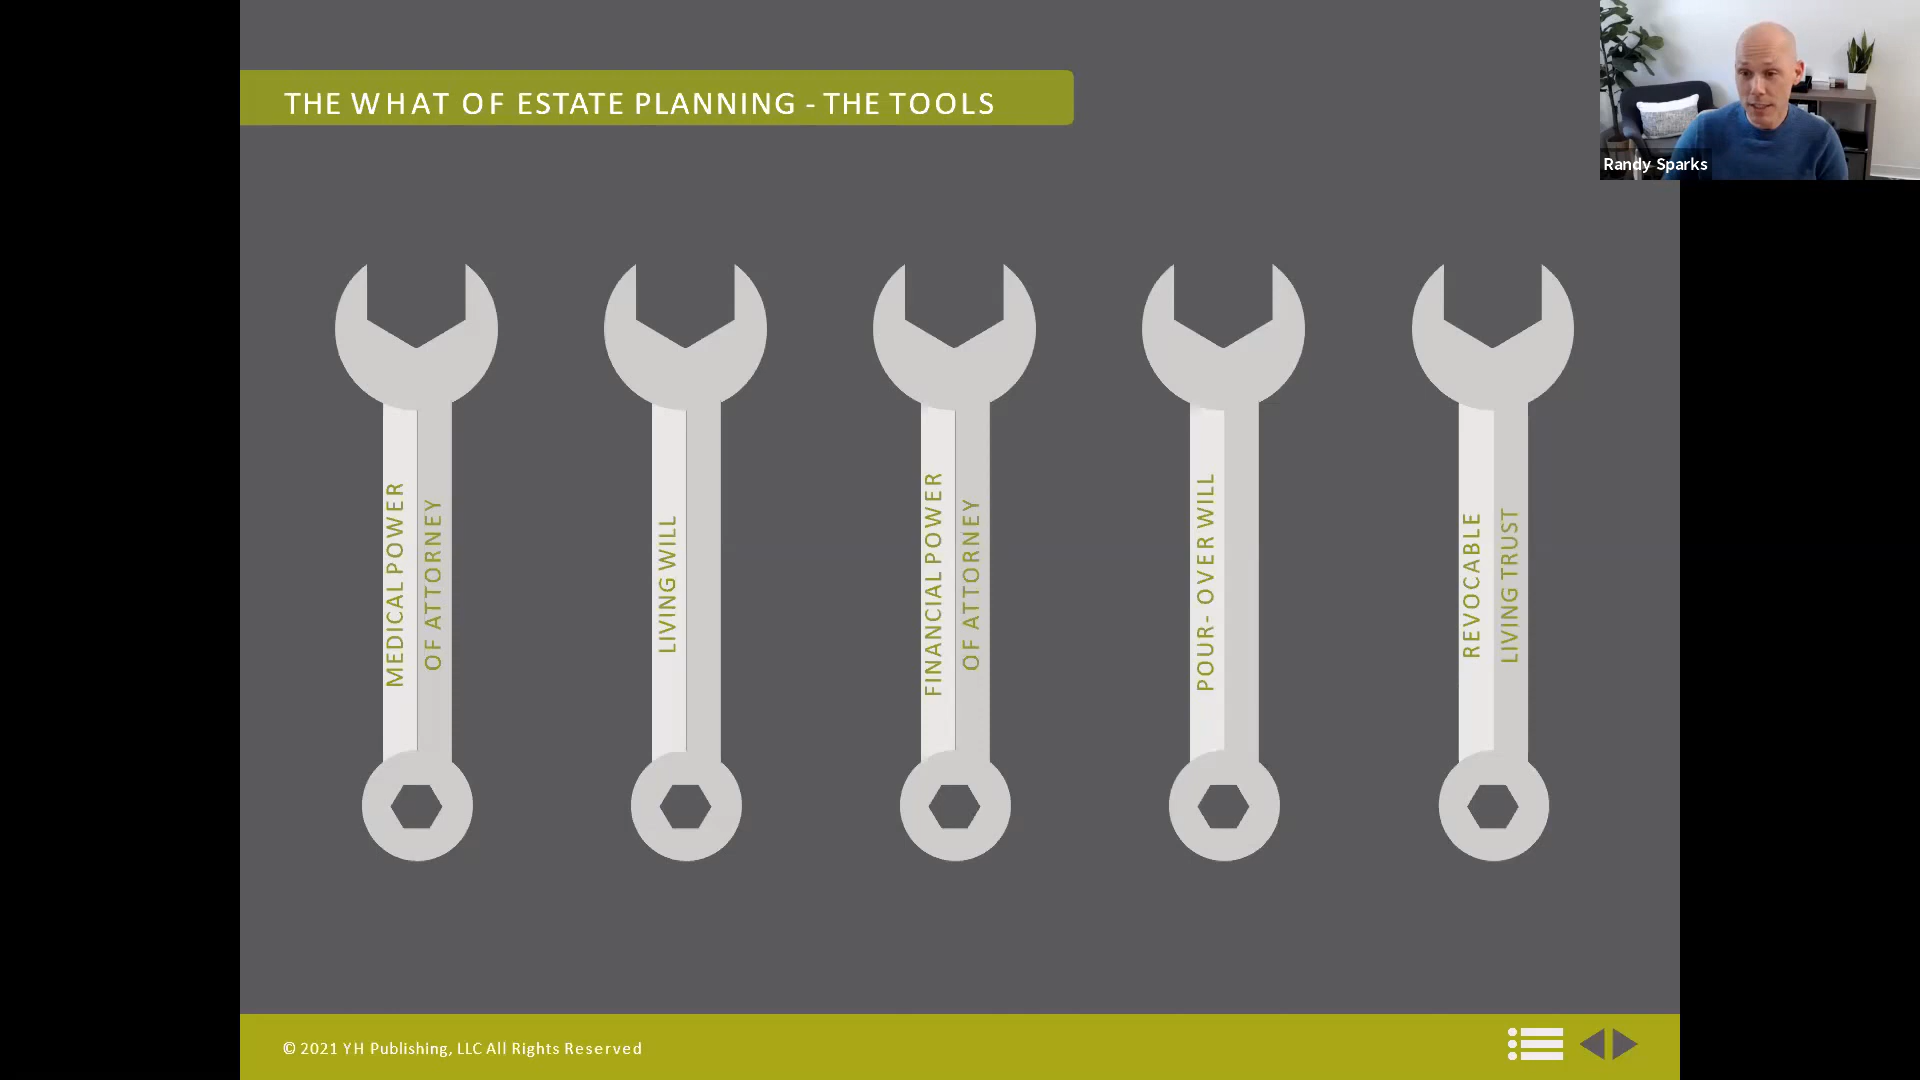 THE WHAT OF ESTATE PLANNING - THE TOOLS
Randy Sparks
MEDICAL POWER
OF ATTORNEY
LIVING WILL
FINANCIAL POWER
OF ATTORNEY
POUR- OVER WILL
REVOCABLE
LIVING TRUST
© 2021 YH Publishing, LLC All Rights Reserved